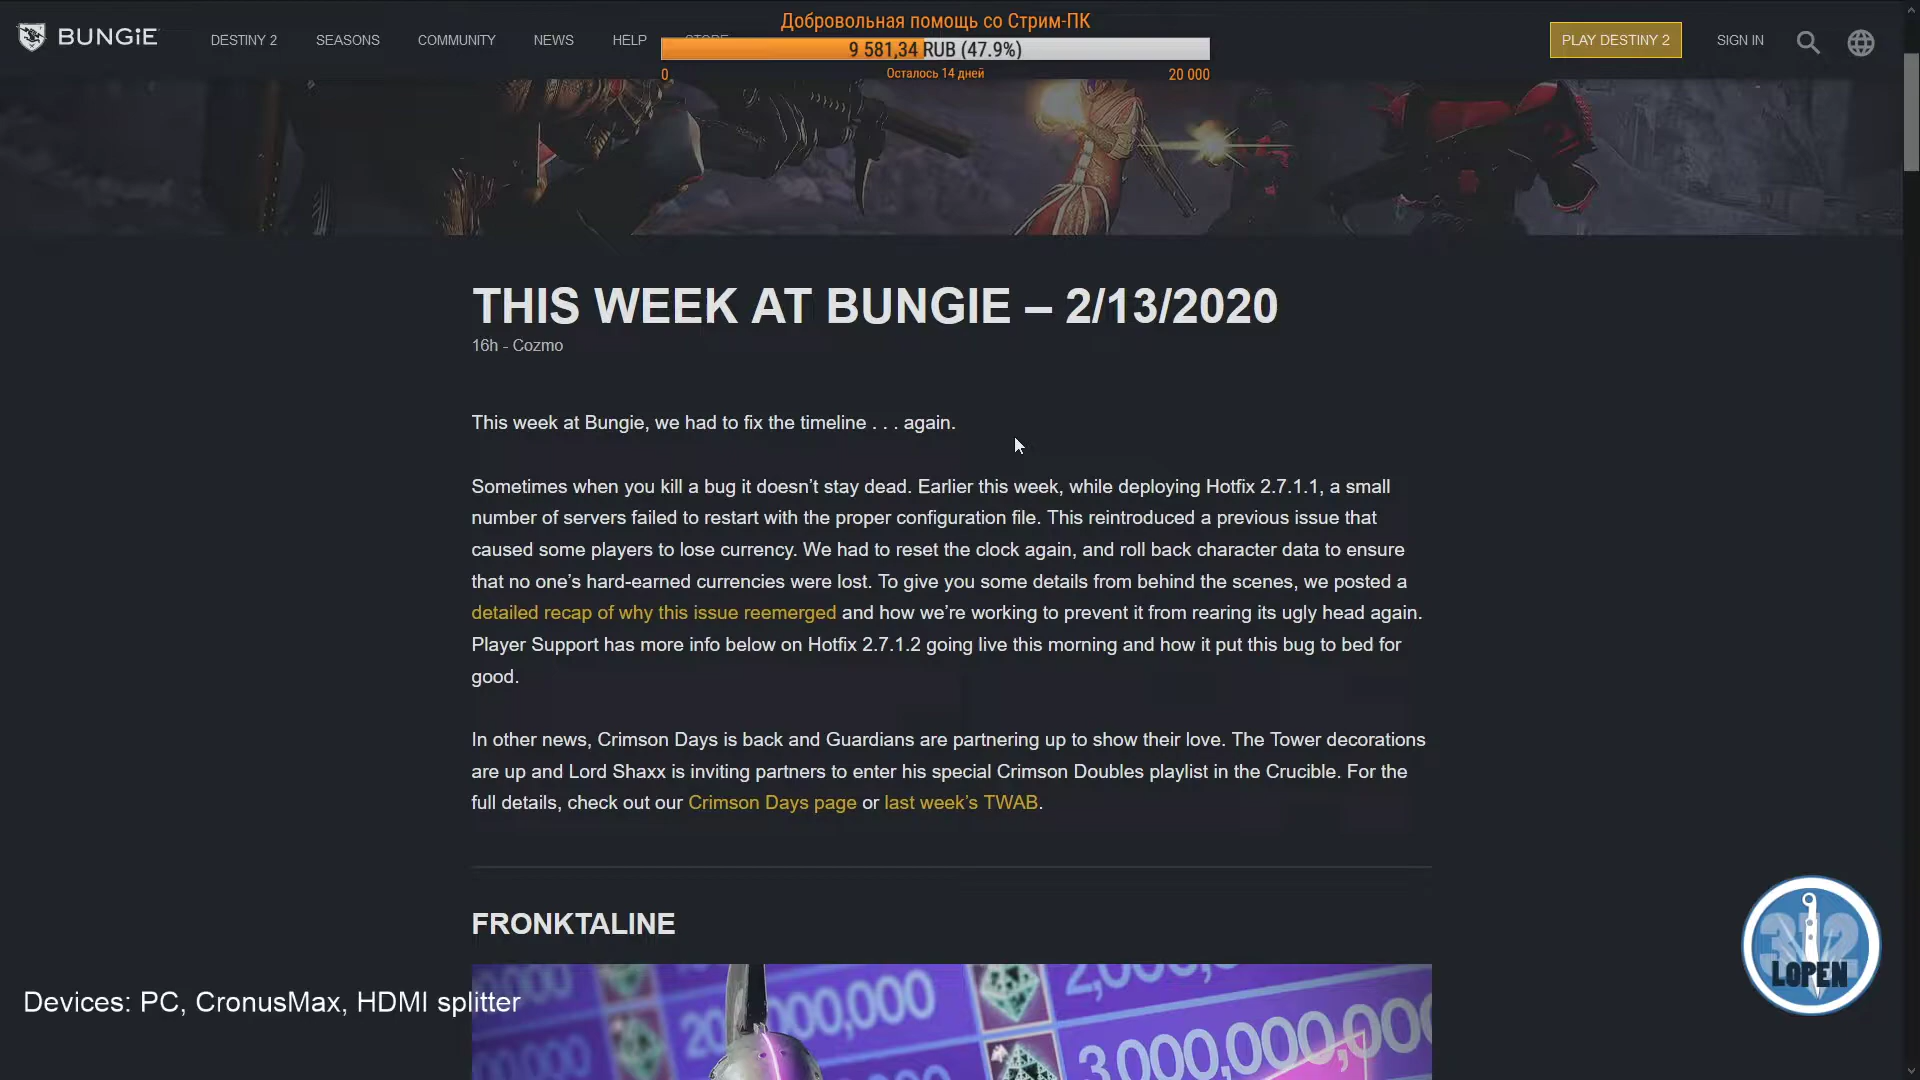 BUNGiE
DESTINY 2
SEASONS
COMMUNITY
NEWS
HELP
STORE
Добровольная помощь со Стрим-ПК
9 581,34 RUB (47.9%)
0
Осталось 14 дней
20 000
PLAY DESTINY 2
SIGN IN
THIS WEEK AT BUNGIE – 2/13/2020
16h - Cozmo
This week at Bungie, we had to fix the timeline . . . again.
Sometimes when you kill a bug it doesn’t stay dead. Earlier this week, while deploying Hotfix 2.7.1.1, a small
number of servers failed to restart with the proper configuration file. This reintroduced a previous issue that
caused some players to lose currency. We had to reset the clock again, and roll back character data to ensure
that no one’s hard-earned currencies were lost. To give you some details from behind the scenes, we posted a
detailed recap of why this issue reemerged and how we’re working to prevent it from rearing its ugly head again.
Player Support has more info below on Hotfix 2.7.1.2 going live this morning and how it put this bug to bed for
good.
In other news, Crimson Days is back and Guardians are partnering up to show their love. The Tower decorations
are up and Lord Shaxx is inviting partners to enter his special Crimson Doubles playlist in the Crucible. For the
full details, check out our Crimson Days page or last week’s TWAB.
FRONKTALINE
Devices: PC, CronusMax, HDMI splitter
3,000,000,000
312
LOPEN